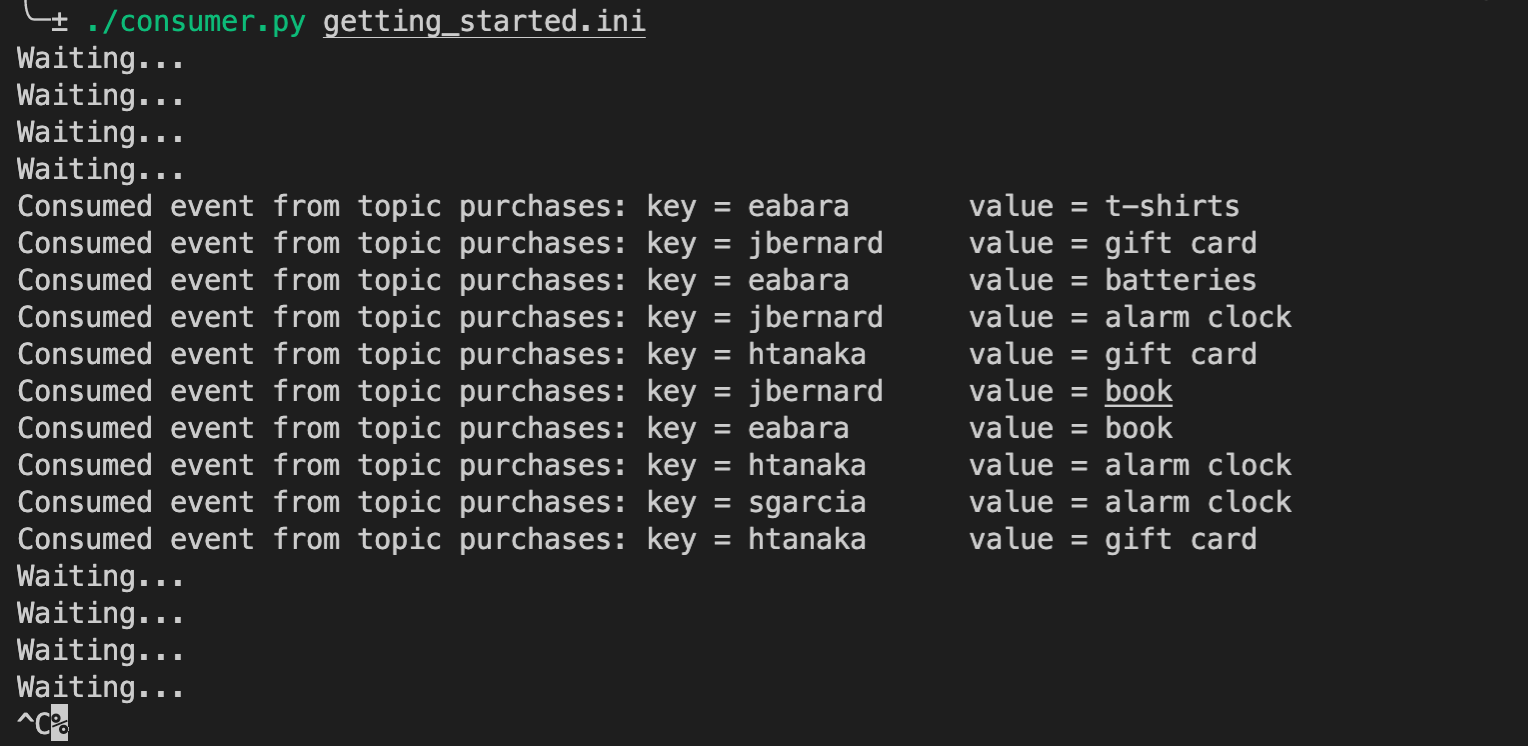 ╰─± ./consumer.py getting_started.ini
Waiting...
Waiting...
Waiting...
Waiting...
Consumed event from topic purchases: key = eabara       value = t-shirts
Consumed event from topic purchases: key = jbernard     value = gift card
Consumed event from topic purchases: key = eabara       value = batteries
Consumed event from topic purchases: key = jbernard     value = alarm clock
Consumed event from topic purchases: key = htanaka      value = gift card
Consumed event from topic purchases: key = jbernard     value = book
Consumed event from topic purchases: key = eabara       value = book
Consumed event from topic purchases: key = htanaka      value = alarm clock
Consumed event from topic purchases: key = sgarcia      value = alarm clock
Consumed event from topic purchases: key = htanaka      value = gift card
Waiting...
Waiting...
Waiting...
Waiting...
^C%